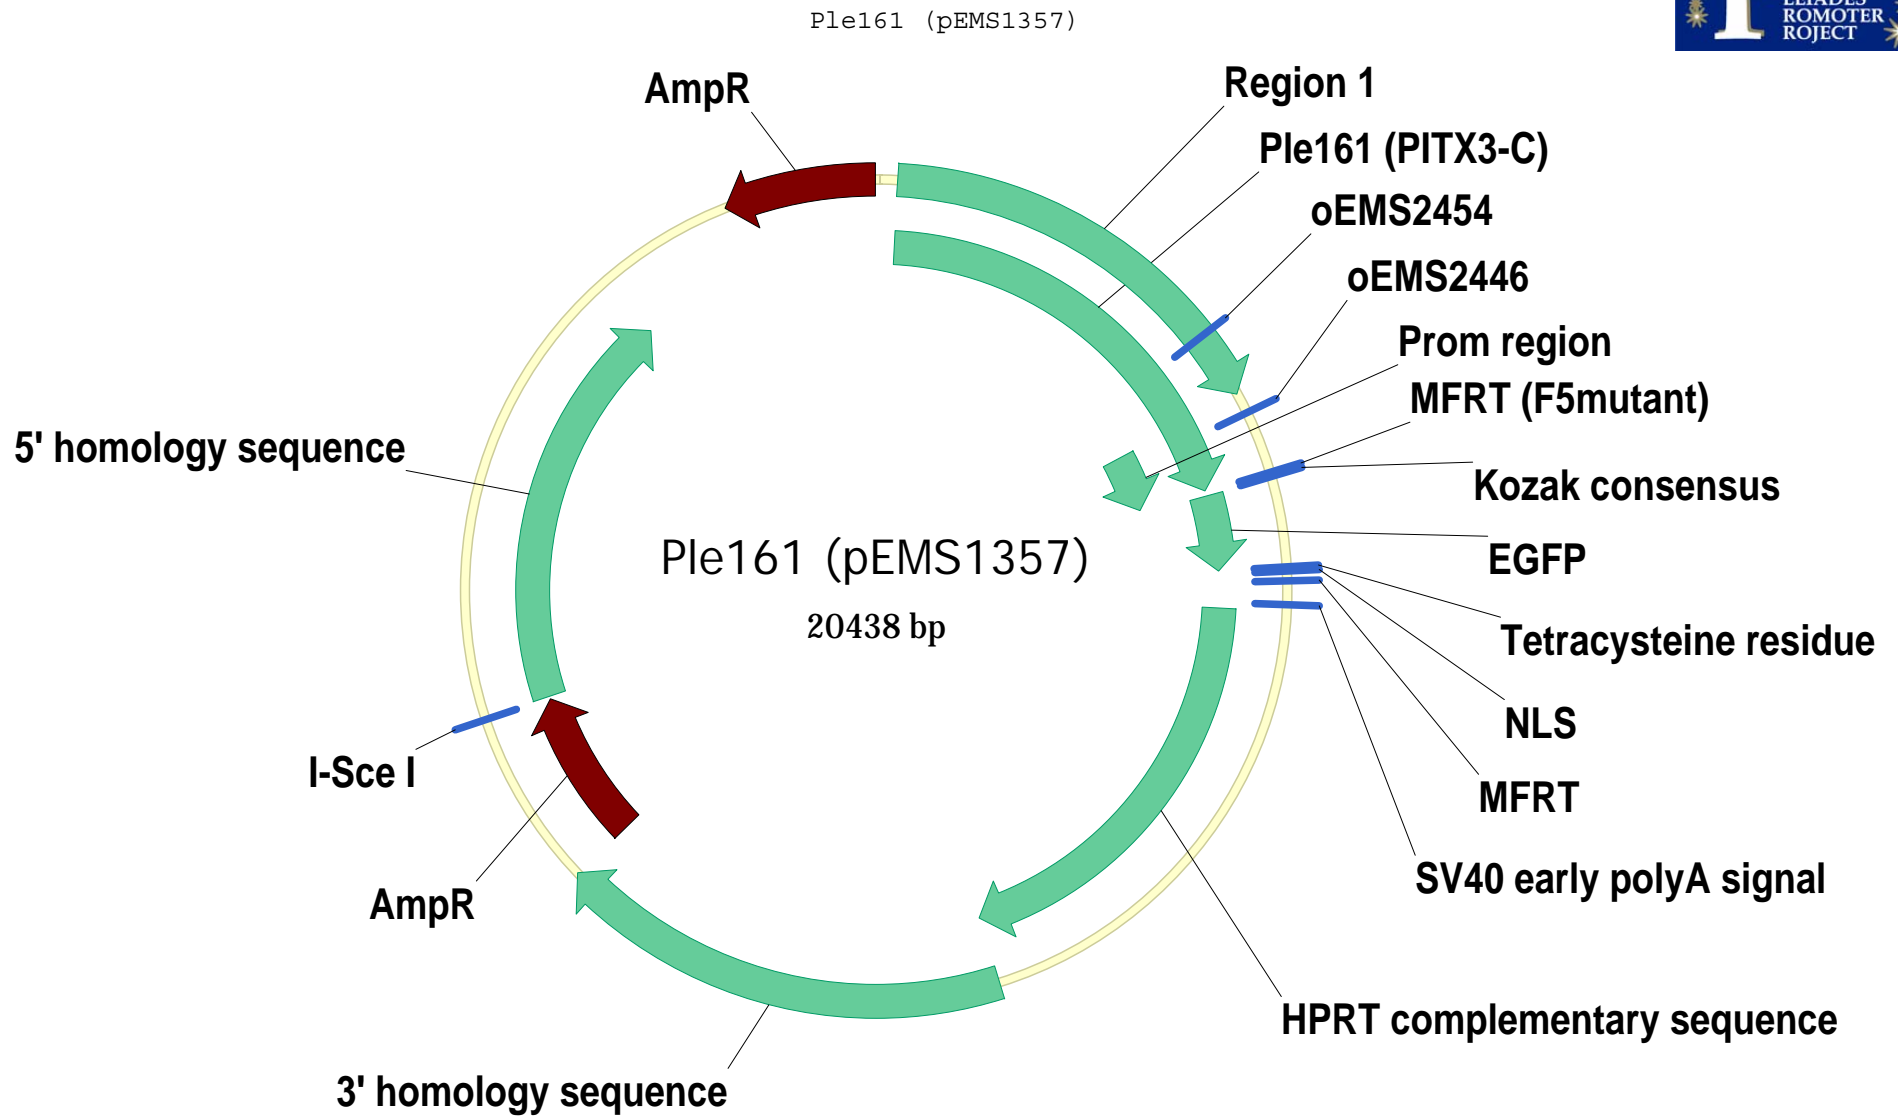 Ple161 (pEMS1357)
ROMOTER
ROJECT
AmpR
Region 1
Ple161 (PITX3-C)
oEMS2454
oEMS2446
Prom region
MFRT (F5mutant)
5' homology sequence
Kozak consensus
Ple161 (pEMS1357)
EGFP
20438 bp
Tetracysteine residue
NLS
I-Sce I
MFRT
SV40 early polyA signal
AmpR
HPRT complementary sequence
3' homology sequence